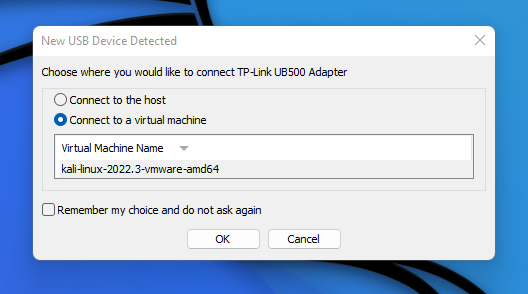 New USB Device Detected
Choose where you would like to connect TP-Link UB500 Adapter
Connect to the host
Connect to a virtual machine
Virtual Machine Name
kali-linux-2022.3-vmware-amd64
Remember my choice and do not ask again
OK Cancel